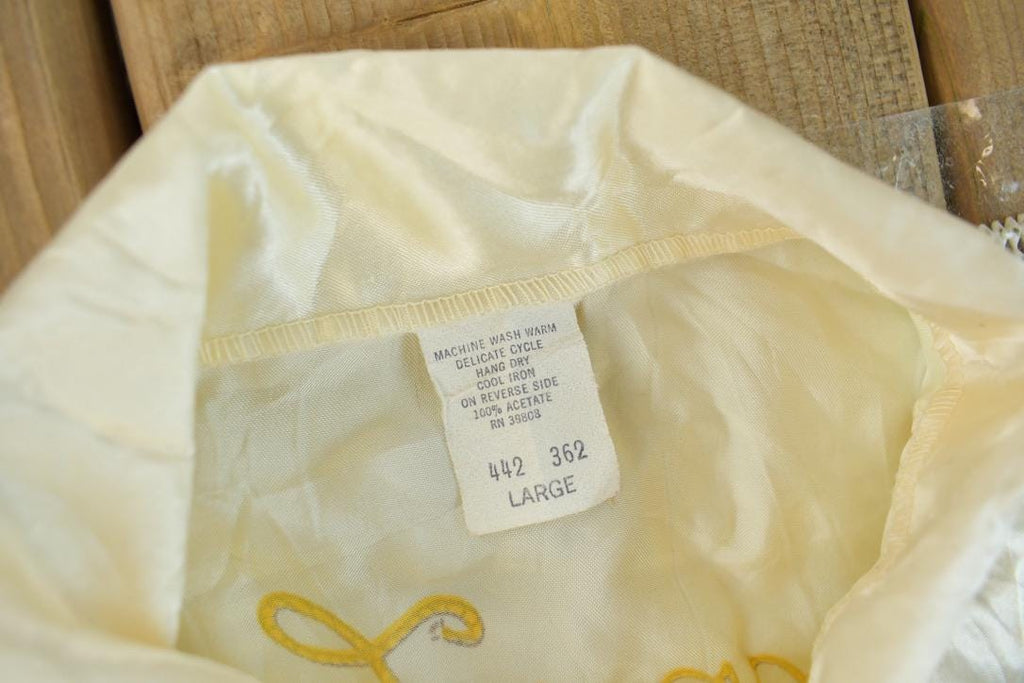 MACHINE WASH WARM
DELICATE CYCLE
HANG DRY
COOL IRON
ON REVERSE SIDE
100% ACETATE
RN 39808
442 362
LARGE